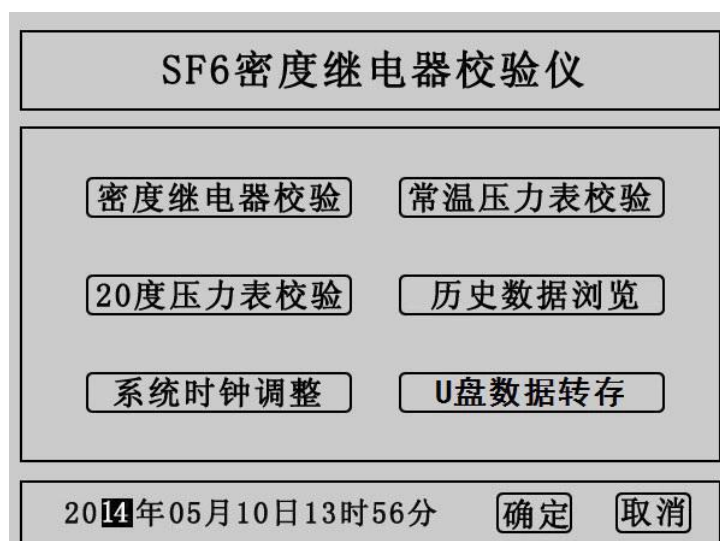 SF6密度继电器校验仪
密度继电器校验 常温压力表校验
20度压力表校验 历史数据浏览
系统时钟调整 U盘数据转存
2014年05月10日13时56分 确定 取消